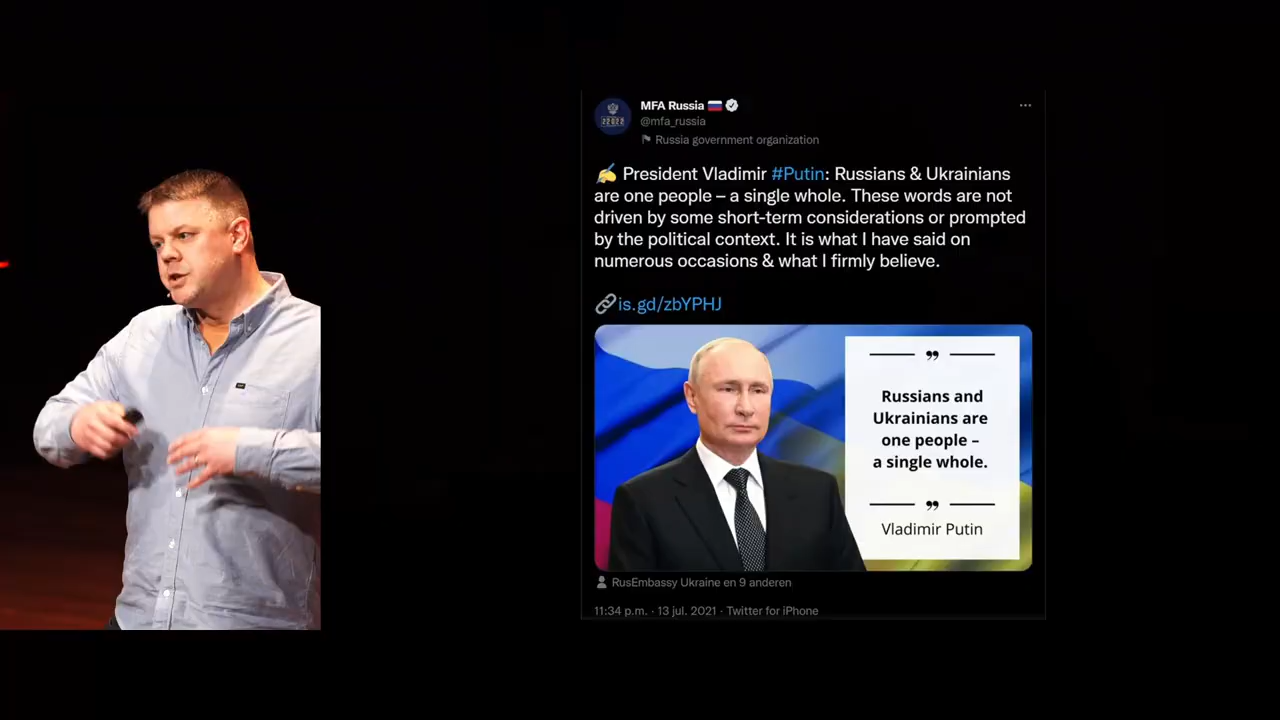 MFA Russia
@mfa_russia
Russia government organization
President Vladimir #Putin: Russians & Ukrainians
are one people – a single whole. These words are not
driven by some short-term considerations or prompted
by the political context. It is what I have said on
numerous occasions & what I firmly believe.
is.gd/zbYPHJ
Russians and
Ukrainians are
one people –
a single whole.
Vladimir Putin
RusEmbassy Ukraine en 9 anderen
11:34 p.m. · 13 jul. 2021 · Twitter for iPhone